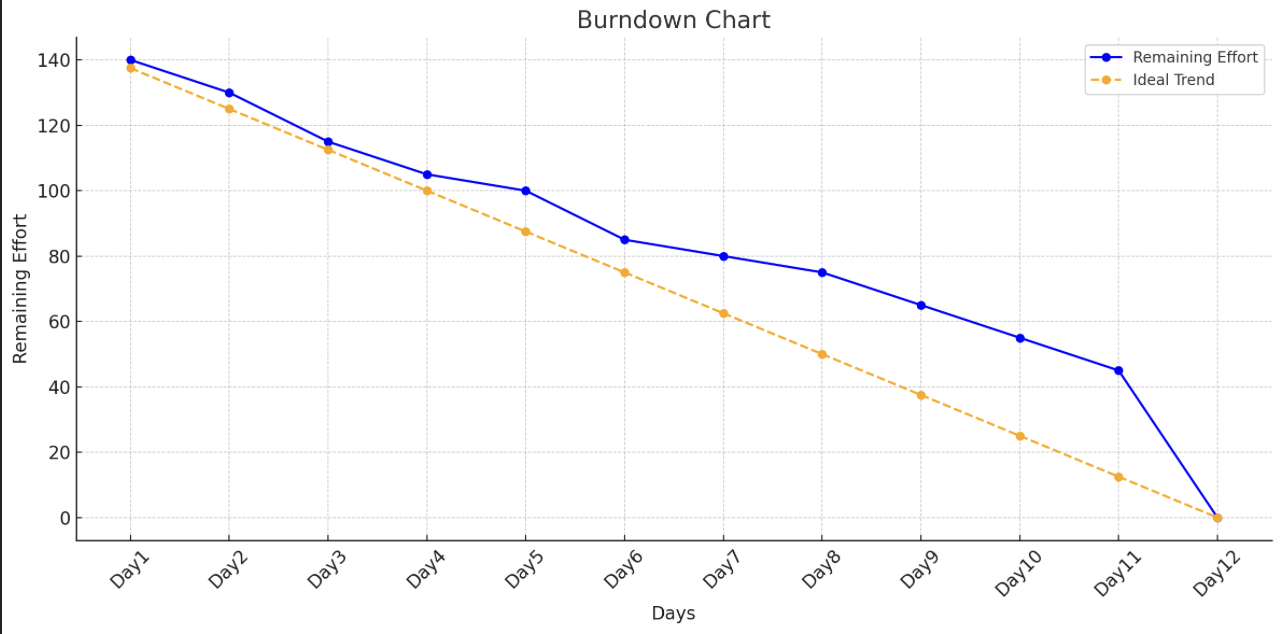 Burndown Chart
Remaining Effort
Ideal Trend
Remaining Effort
140
120
100
80
60
40
20
0
Day1
Day2
Day3
Day4
Day5
Day6
Day7
Day8
Day9
Day10
Day11
Day12
Days